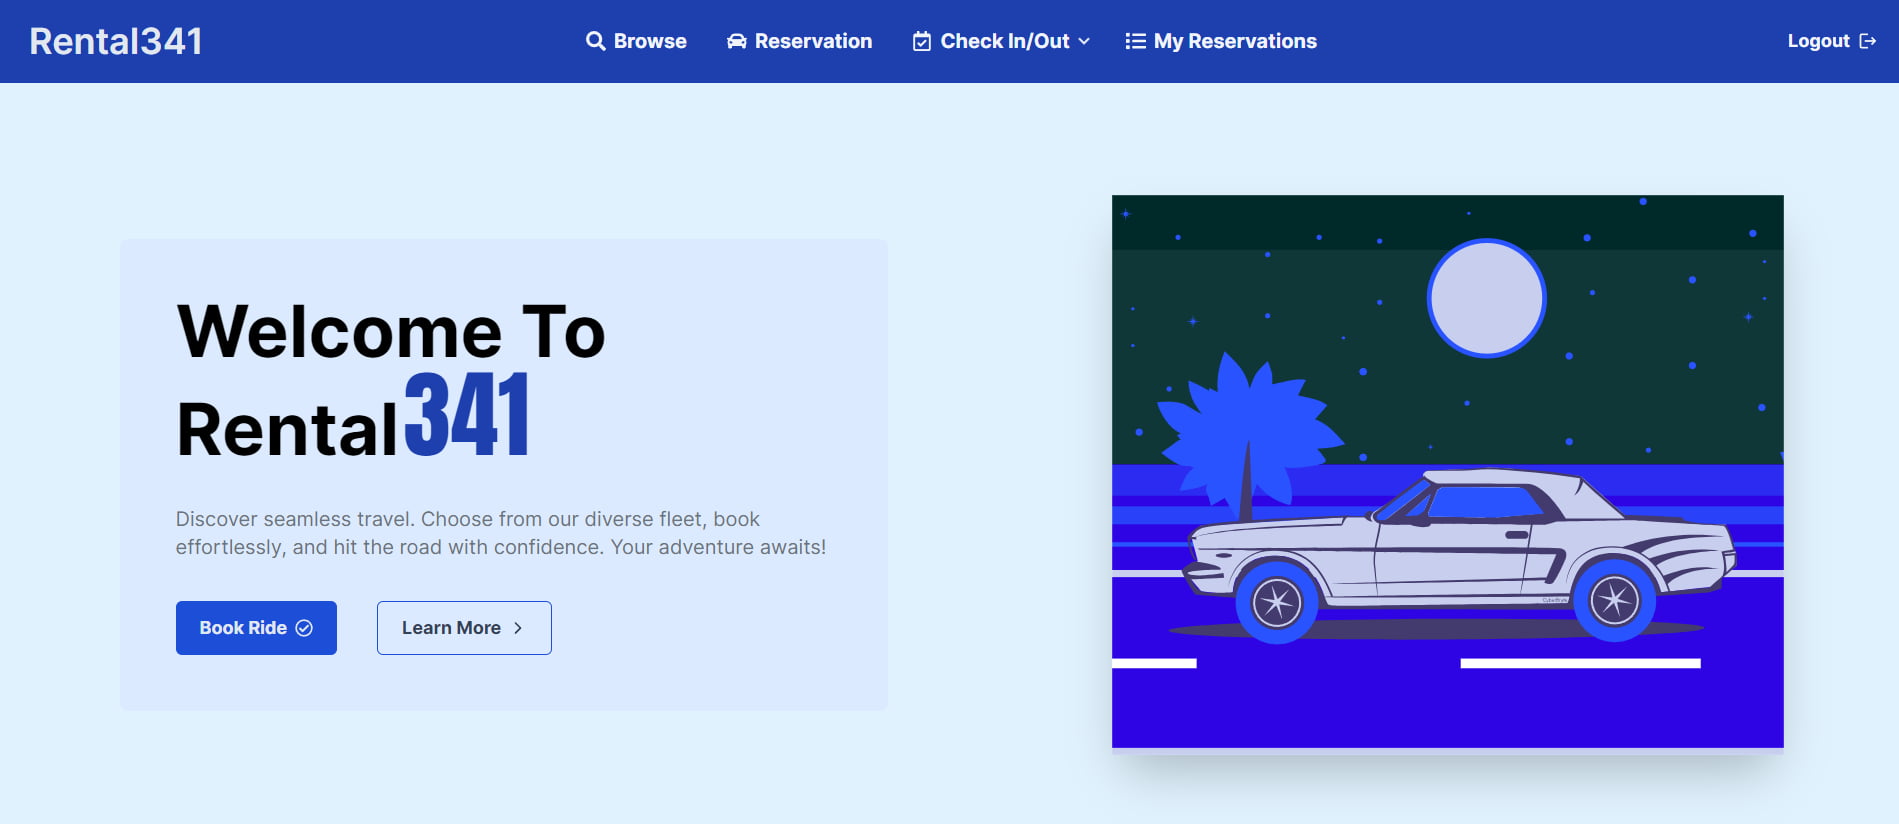 Rental341
Browse
Reservation
Check In/Out
My Reservations
Logout
Welcome To
Rental341
Discover seamless travel. Choose from our diverse fleet, book
effortlessly, and hit the road with confidence. Your adventure awaits!
Book Ride
Learn More